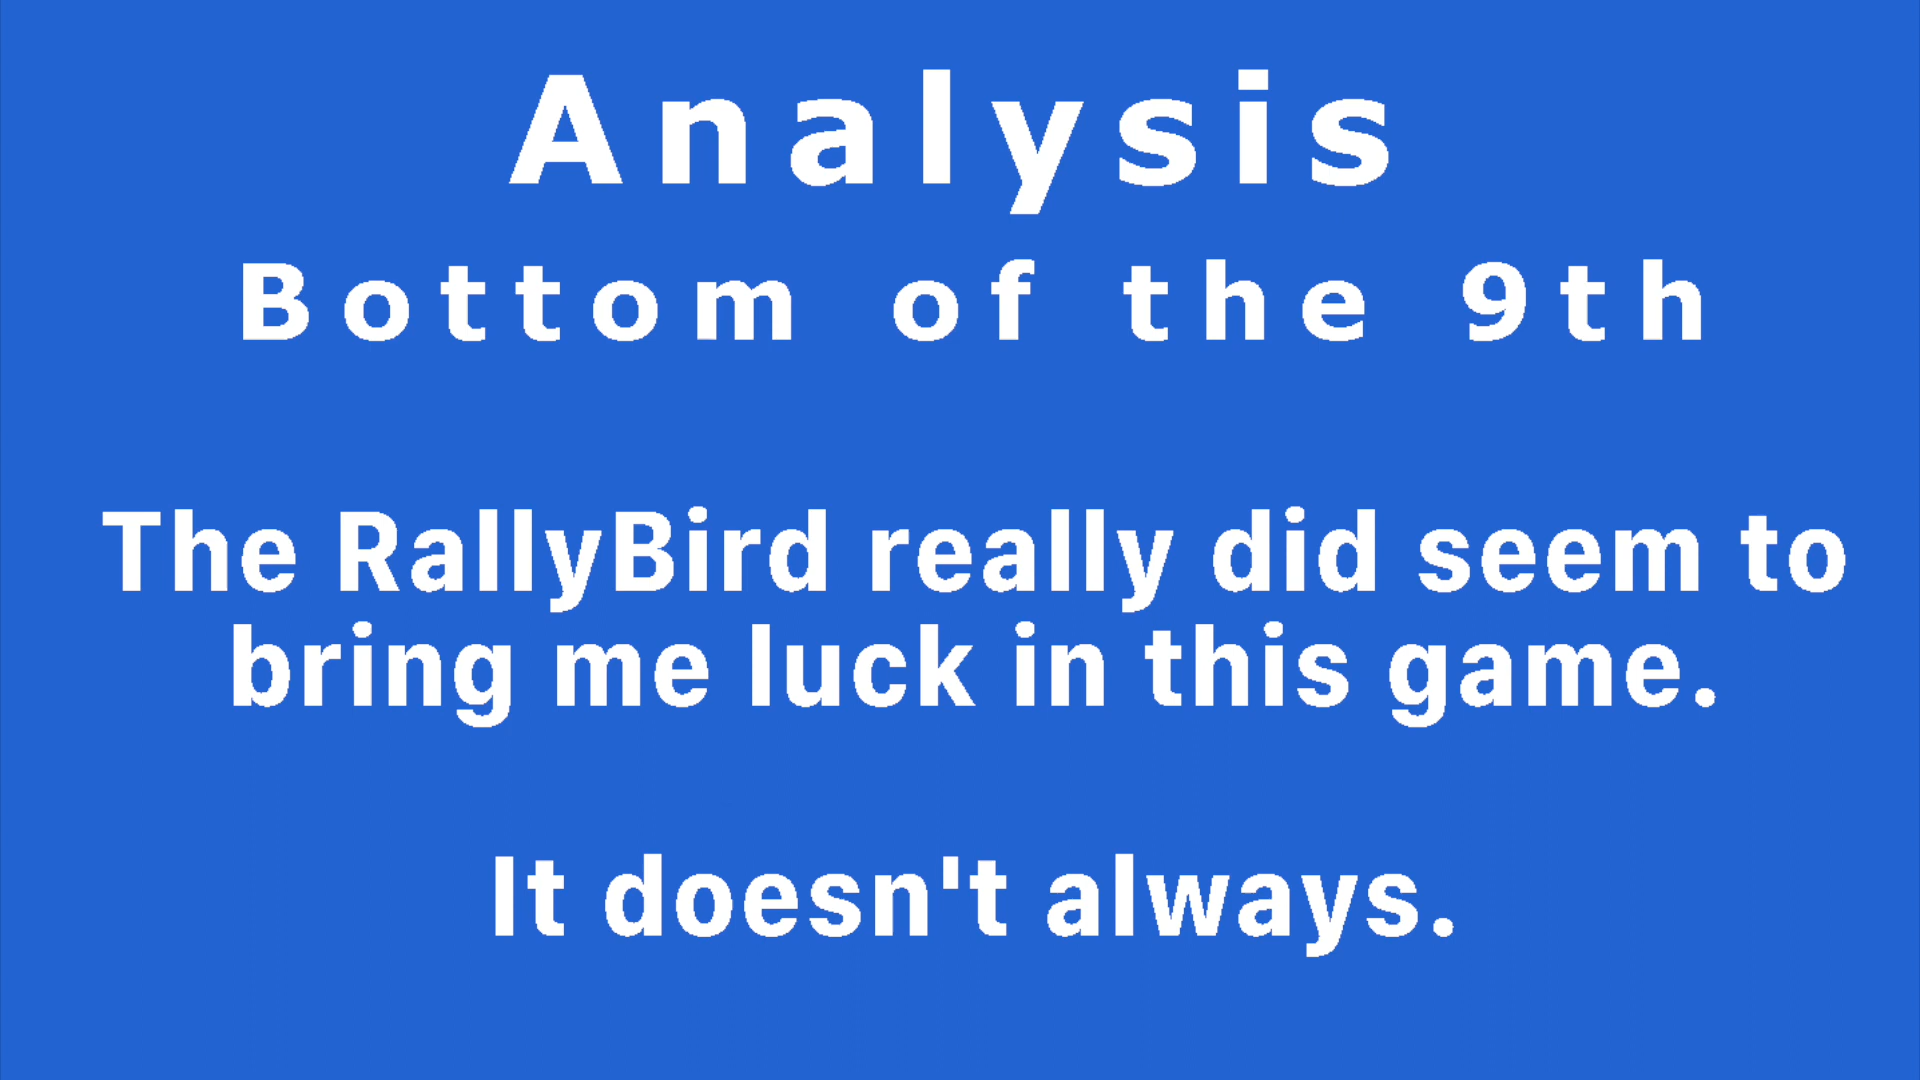 Analysis
Bottom of the 9th
The RallyBird really did seem to
bring me luck in this game.
It doesn't always.